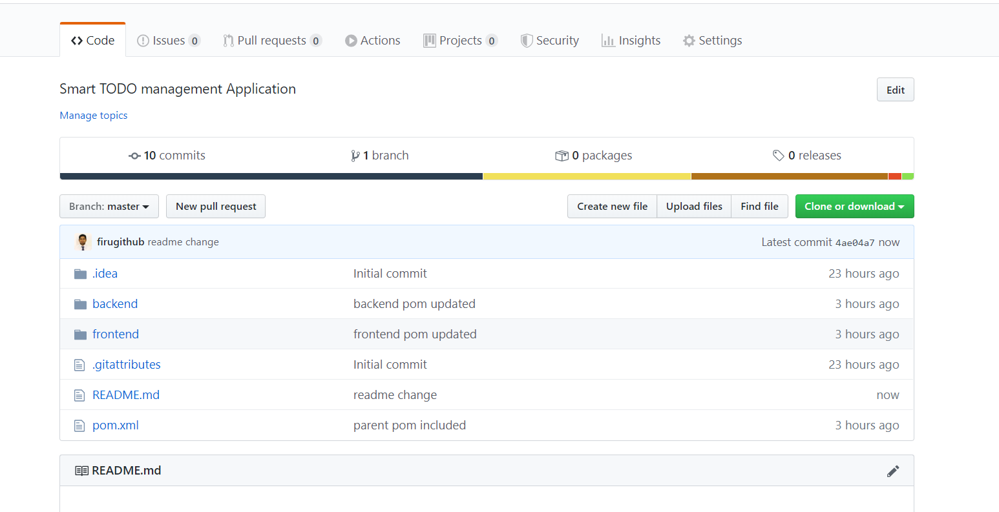 Code Issues 0 Pull requests 0 Actions Projects 0 Security Insights Settings
Smart TODO management Application Edit
Manage topics
10 commits 1 branch 0 packages 0 releases
Branch: master New pull request Create new file Upload files Find file Clone or download
firugithub readme change Latest commit 4ae04a7 now
.idea Initial commit 23 hours ago
backend backend pom updated 3 hours ago
frontend frontend pom updated 3 hours ago
.gitattributes Initial commit 23 hours ago
README.md readme change now
pom.xml parent pom included 3 hours ago
README.md